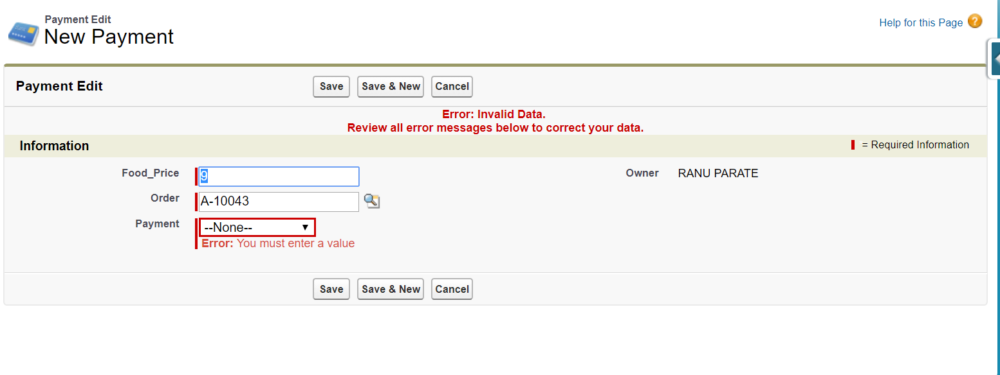 Payment Edit
New Payment
Help for this Page ?
Payment Edit
Save Save & New Cancel
Error: Invalid Data.
Review all error messages below to correct your data.
Information
= Required Information
Food_Price 9
Owner RANU PARATE
Order A-10043
Payment --None--
Error: You must enter a value
Save Save & New Cancel